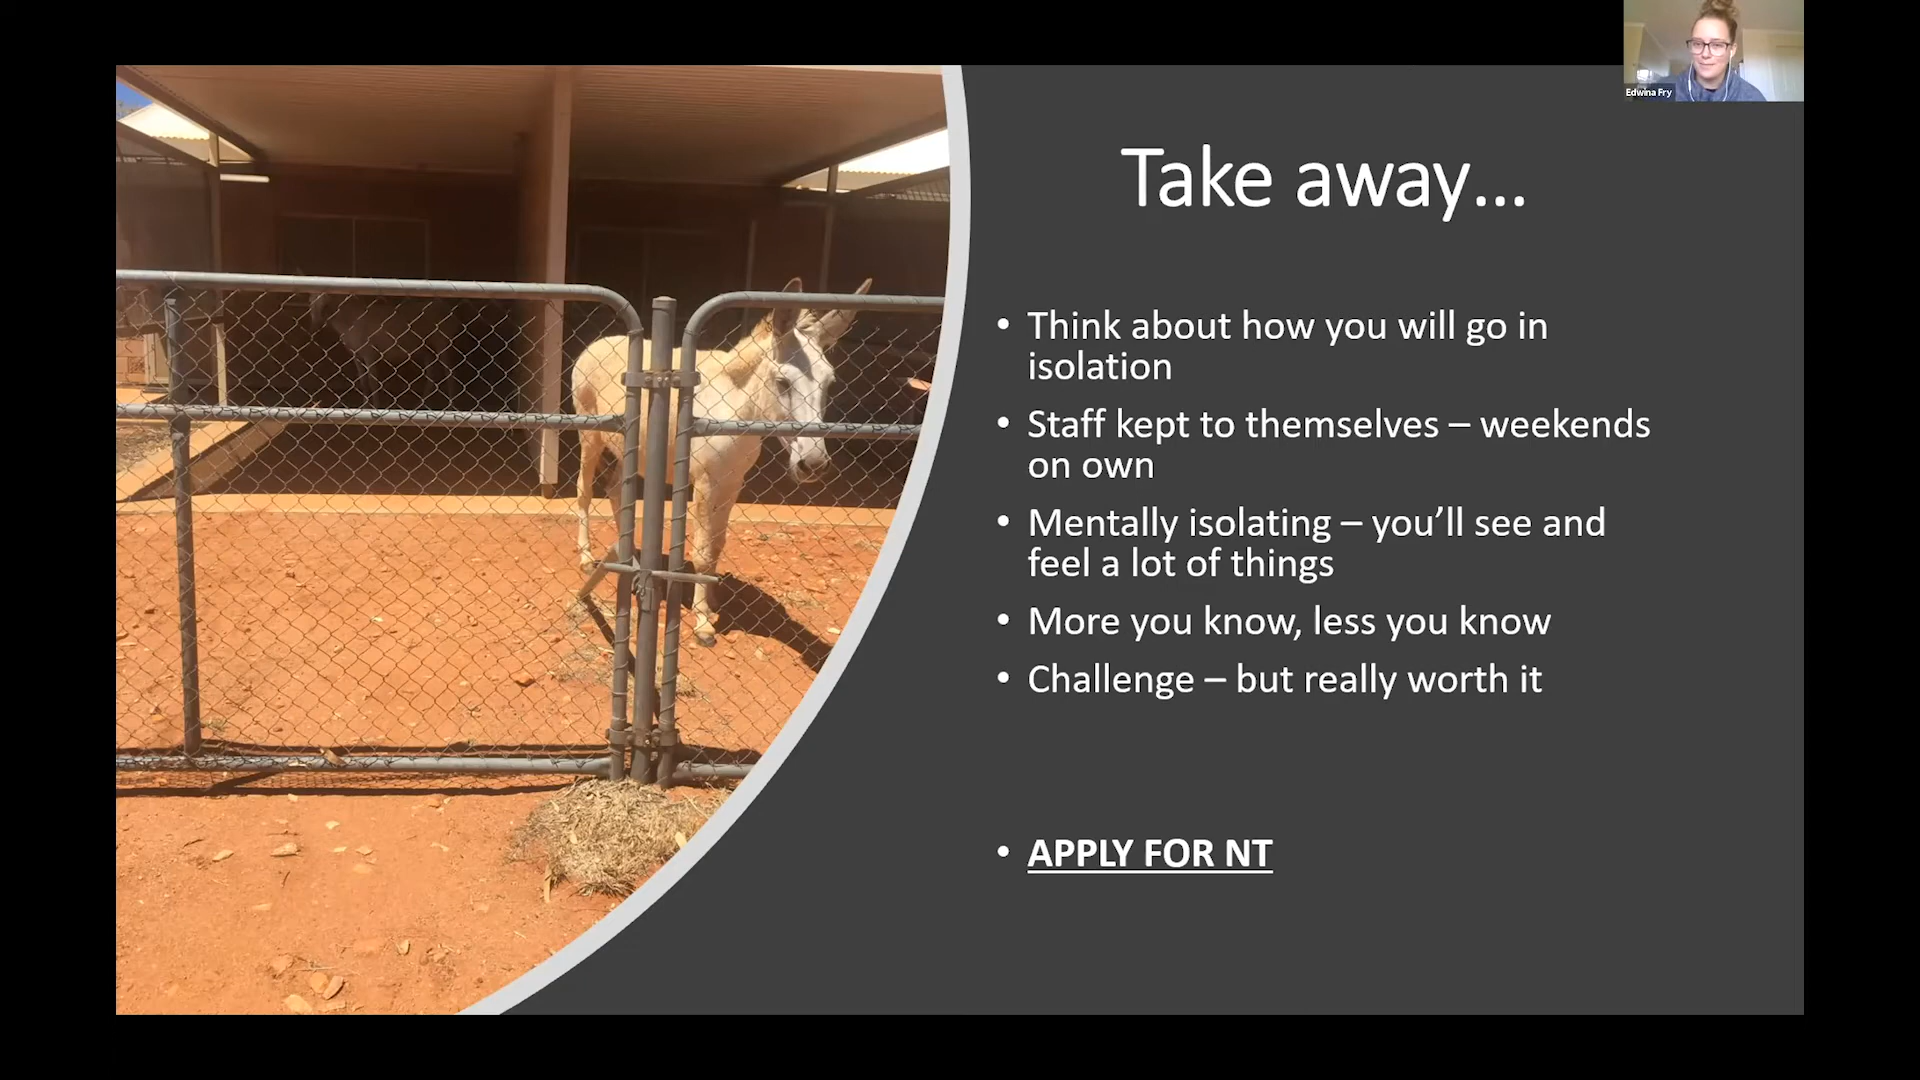 Edwina Fry
Take away...
• Think about how you will go in
isolation
• Staff kept to themselves – weekends
on own
• Mentally isolating – you’ll see and
feel a lot of things
• More you know, less you know
• Challenge – but really worth it
• APPLY FOR NT